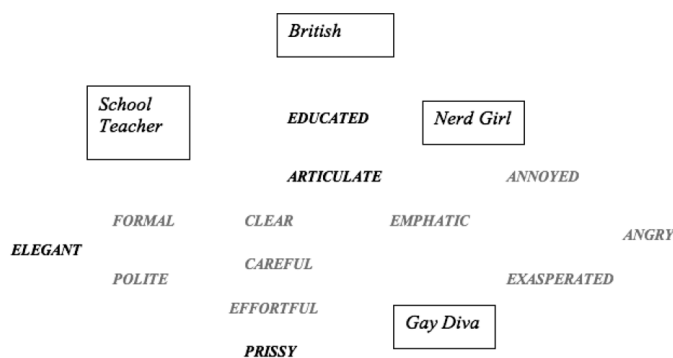 British
School
Teacher
EDUCATED
Nerd Girl
ARTICULATE
ANNOYED
FORMAL
CLEAR
EMPHATIC
ANGRY
ELEGANT
CAREFUL
POLITE
EXASPERATED
EFFORTFUL
Gay Diva
PRISSY